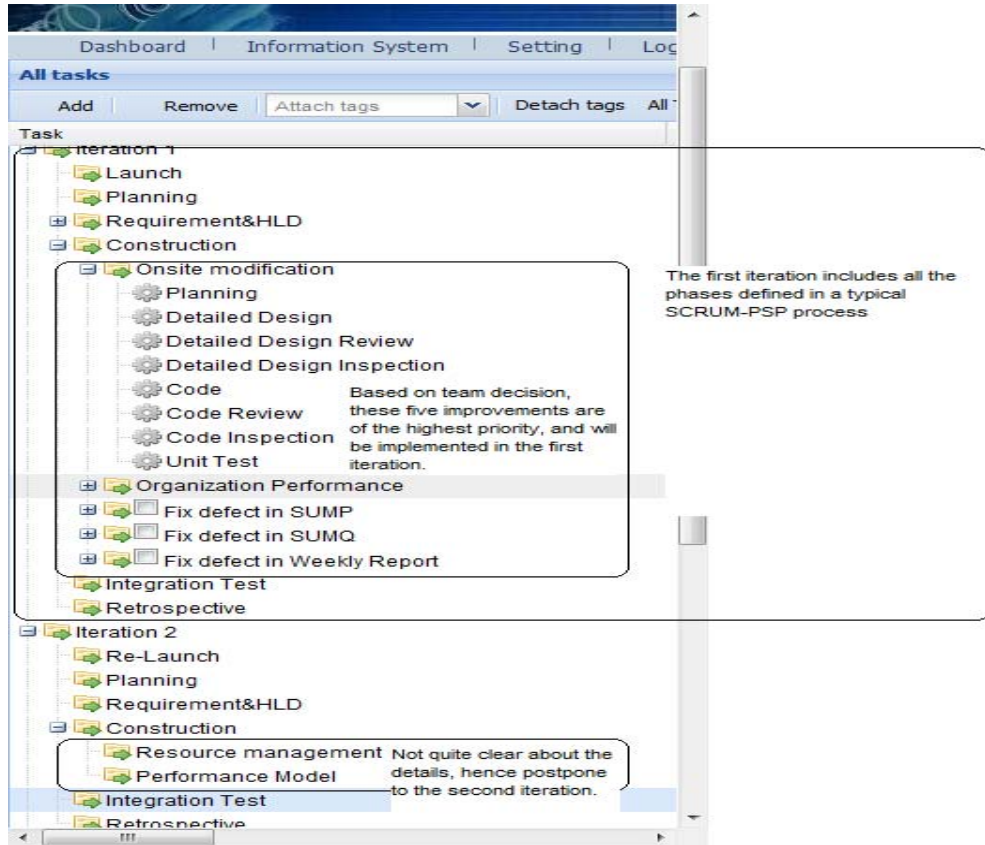 Dashboard | Information System | Setting | Log
All tasks
Add Remove Attach tags Detach tags All
Task
Iteration 1
Launch
Planning
Requirement&HLD
Construction
Onsite modification
Planning
Detailed Design
Detailed Design Review
Detailed Design Inspection
Code
Code Review
Code Inspection
Unit Test
Organization Performance
Fix defect in SUMP
Fix defect in SUMQ
Fix defect in Weekly Report
Integration Test
Retrospective
Iteration 2
Re-Launch
Planning
Requirement&HLD
Construction
Resource management
Performance Model
Integration Test
Retrospective
The first iteration includes all the
phases defined in a typical
SCRUM-PSP process
Based on team decision,
these five improvements are
of the highest priority, and will
be implemented in the first
iteration.
Not quite clear about the
details, hence postpone
to the second iteration.